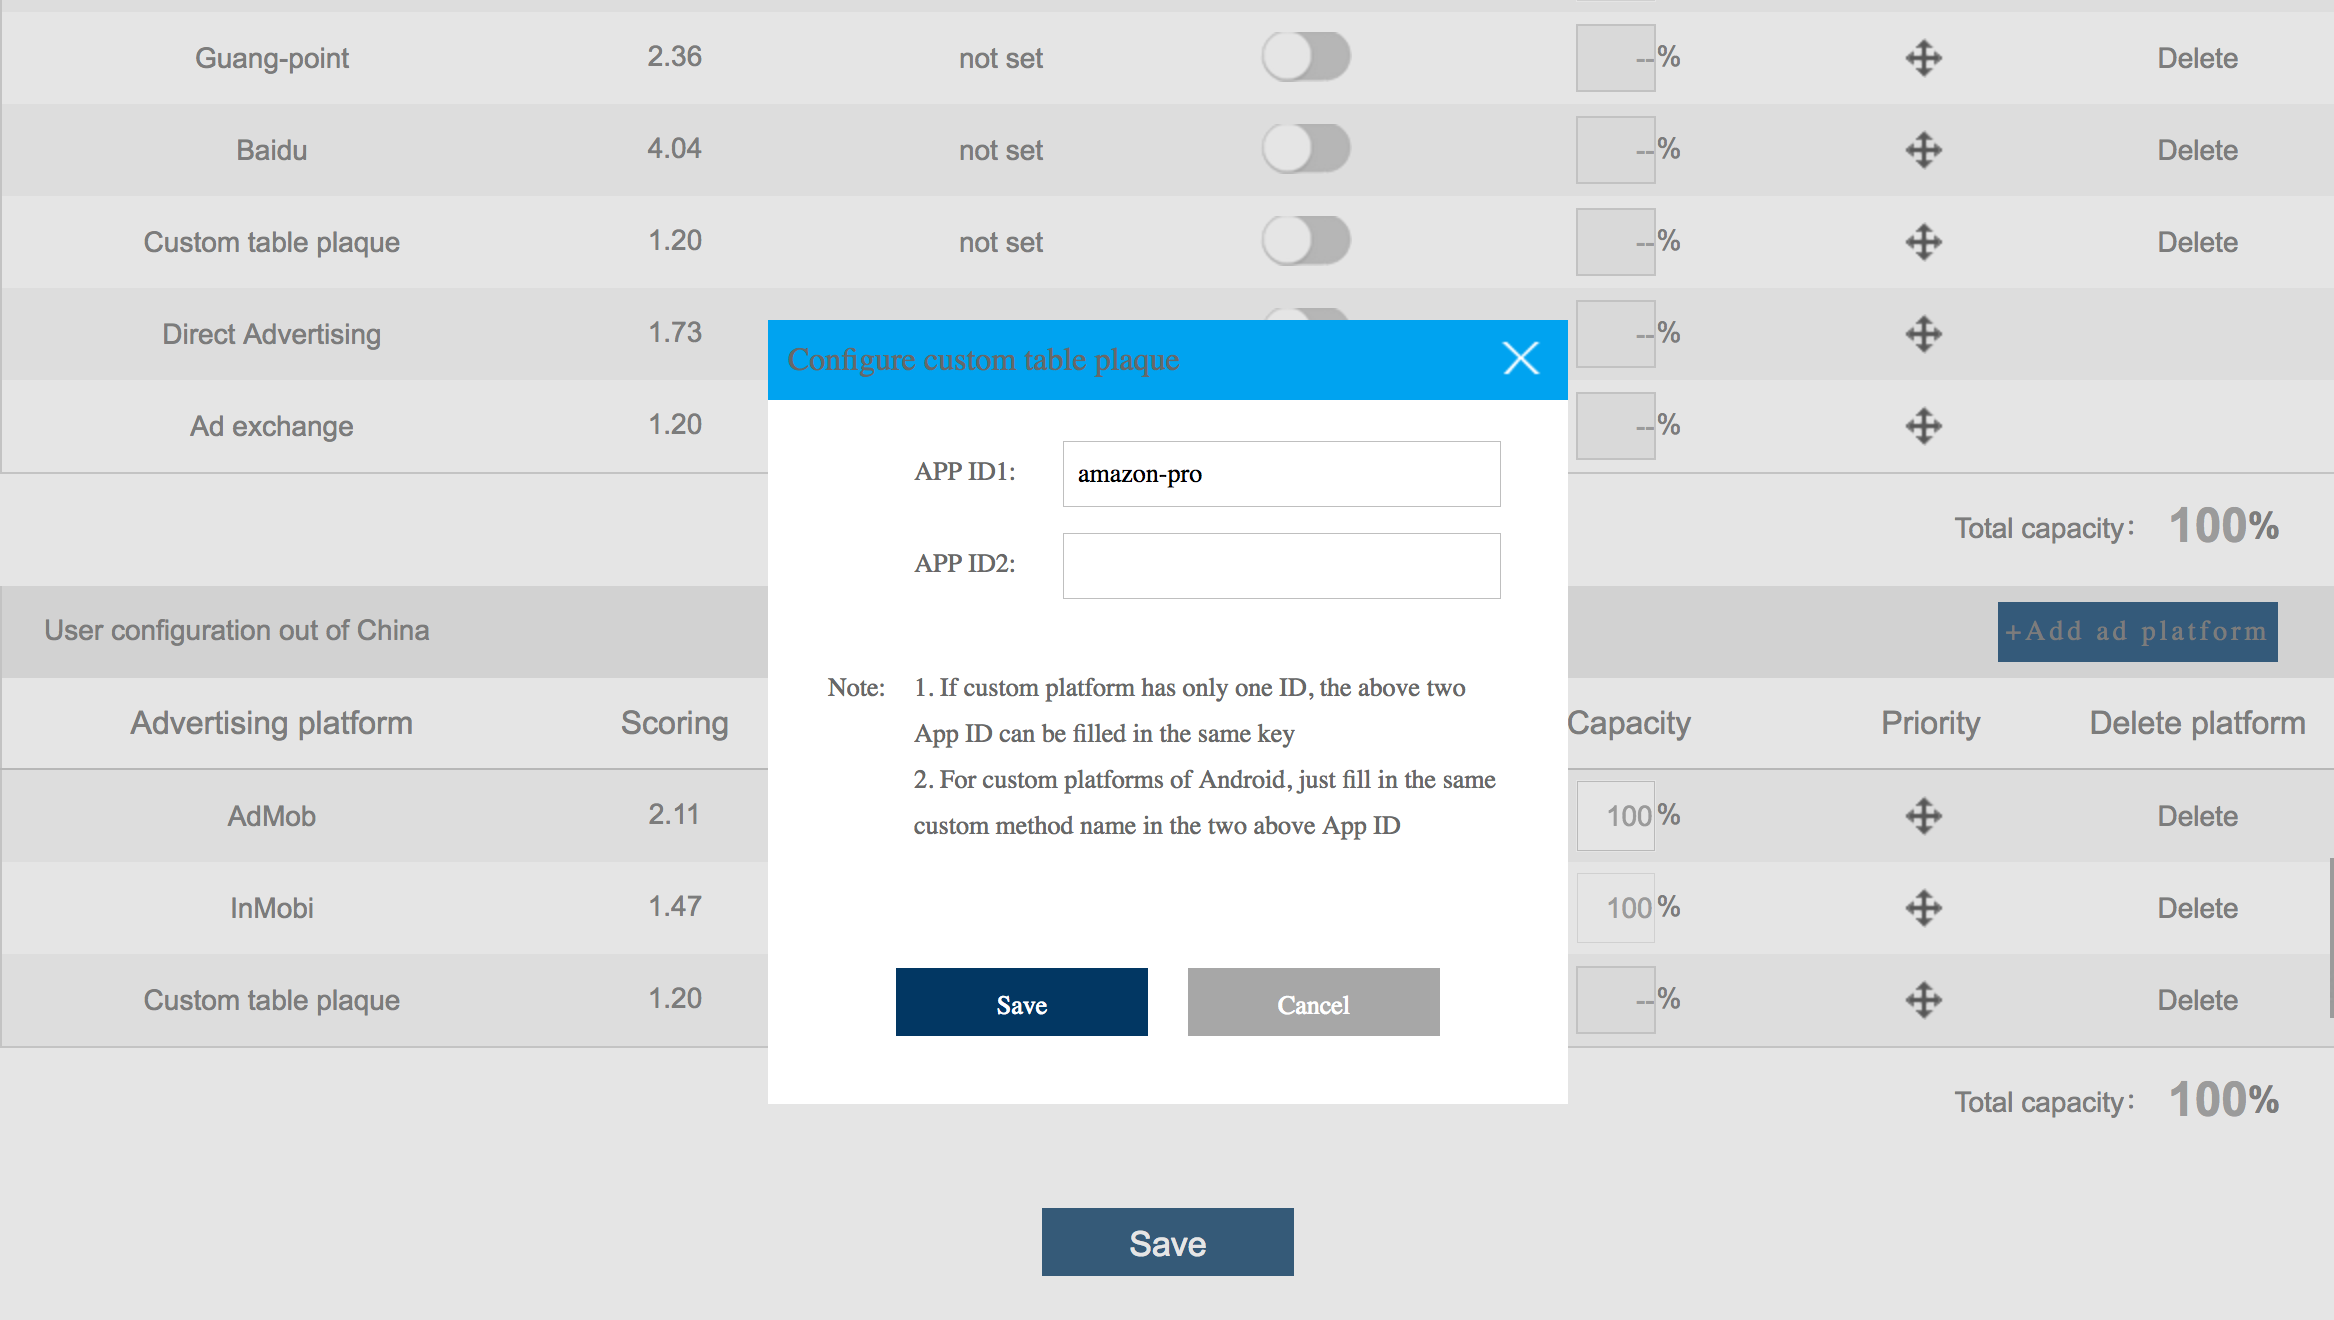 Guang-point 2.36 not set --% Delete
Baidu 4.04 not set --% Delete
Custom table plaque 1.20 not set --% Delete
Direct Advertising 1.73 --%
Ad exchange 1.20 --%
Total capacity: 100%
User configuration out of China +Add ad platform
Advertising platform Scoring Capacity Priority Delete platform
AdMob 2.11 100% Delete
InMobi 1.47 100% Delete
Custom table plaque 1.20 --% Delete
Total capacity: 100%
Save
Configure custom table plaque
APP ID1: amazon-pro
APP ID2:
Note: 1. If custom platform has only one ID, the above two
App ID can be filled in the same key
2. For custom platforms of Android, just fill in the same
custom method name in the two above App ID
Save Cancel